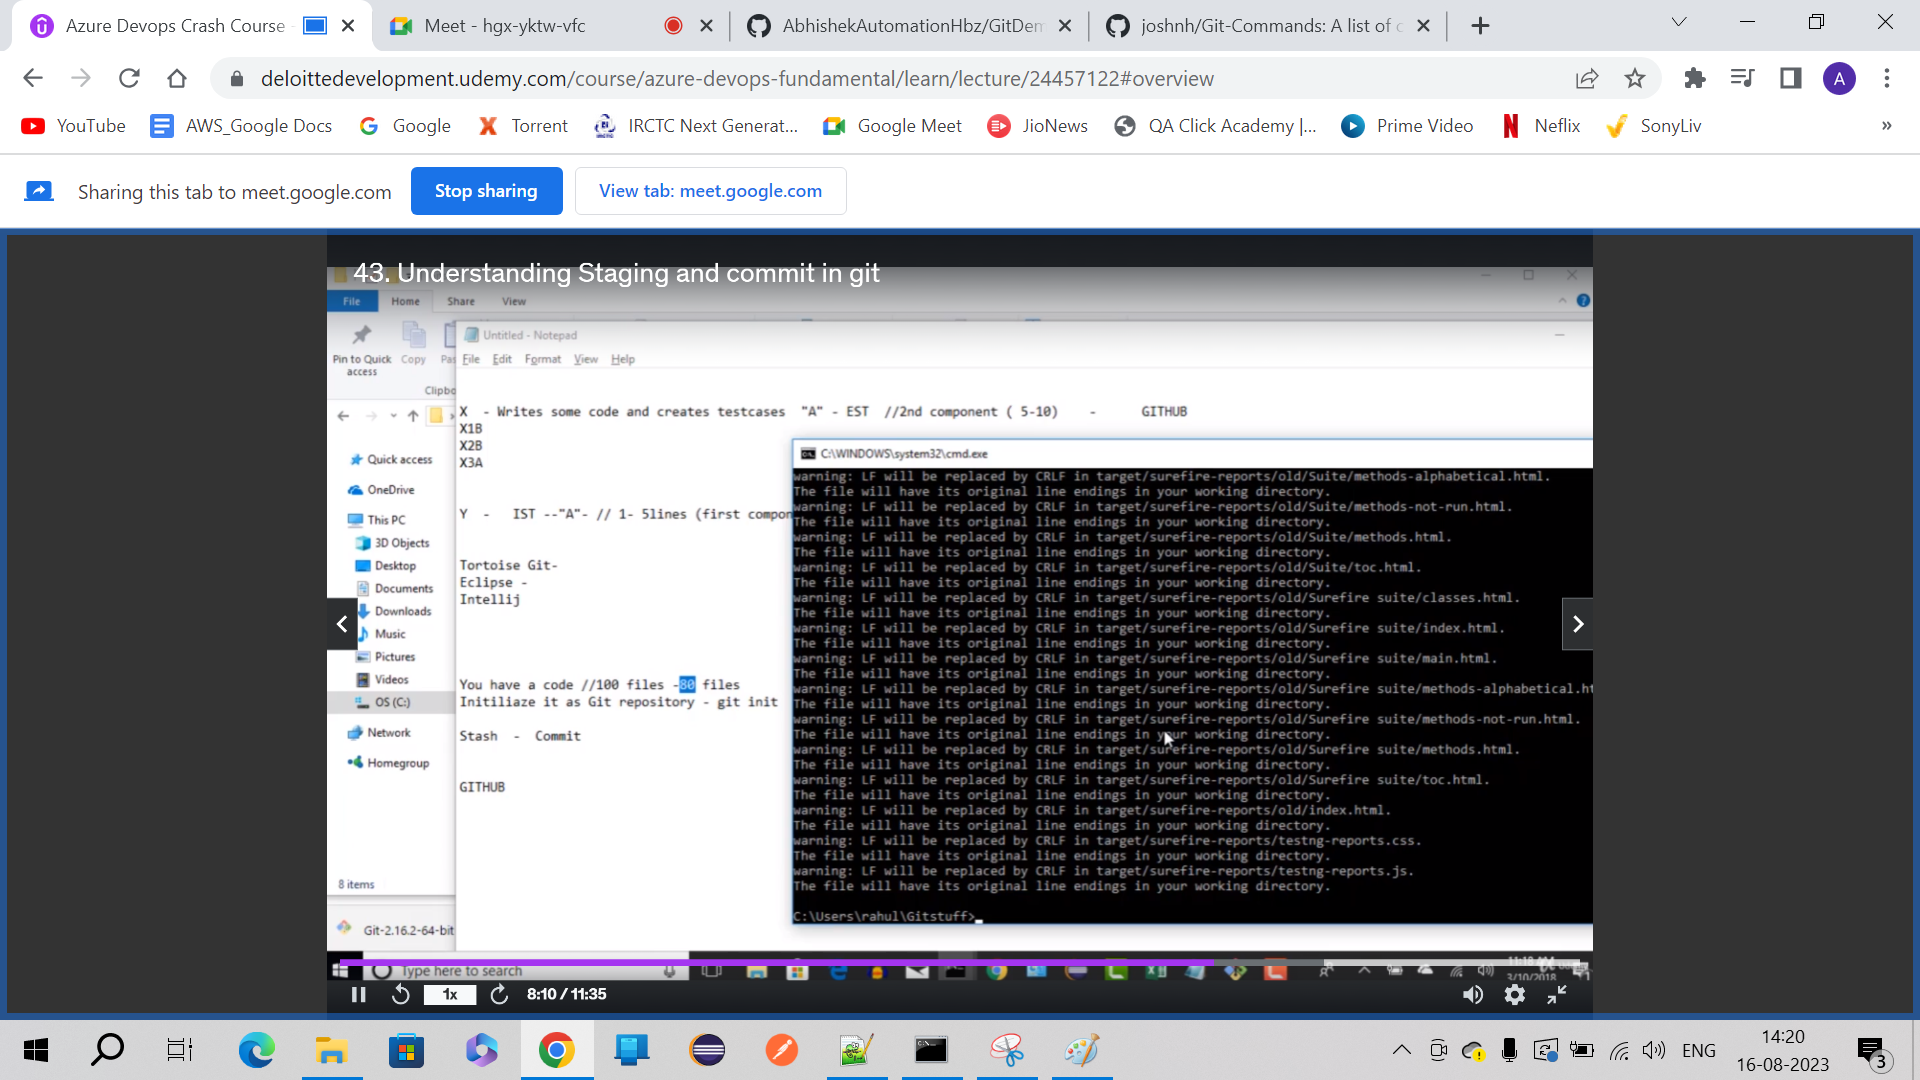 Azure Devops Crash Course
Meet - hgx-yktw-vfc
AbhishekAutomationHbz/GitDem
joshnh/Git-Commands: A list of c
deloittedevelopment.udemy.com/course/azure-devops-fundamental/learn/lecture/24457122#overview
A
YouTube
AWS_Google Docs
Google
Torrent
IRCTC Next Generat...
Google Meet
JioNews
QA Click Academy |...
Prime Video
Neflix
SonyLiv
»
Sharing this tab to meet.google.com
Stop sharing
View tab: meet.google.com
43. Understanding Staging and commit in git
File Home Share View
Untitled - Notepad
File Edit Format View Help
Pin to Quick access
Copy
Clipbo
Quick access
OneDrive
This PC
3D Objects
Desktop
Documents
Downloads
Music
Pictures
Videos
OS (C:)
Network
Homegroup
8 items
Git-2.16.2-64-bit
X - Writes some code and creates testcases "A" - EST //2nd component ( 5-10) - GITHUB
X1B
X2B
X3A
Y - IST --"A"- // 1- 5lines (first compon
Tortoise Git-
Eclipse -
Intellij
You have a code //100 files -80 files
Initiliaze it as Git repository - git init
Stash - Commit
GITHUB
C:\WINDOWS\system32\cmd.exe
warning: LF will be replaced by CRLF in target/surefire-reports/old/Suite/methods-alphabetical.html.
The file will have its original line endings in your working directory.
warning: LF will be replaced by CRLF in target/surefire-reports/old/Suite/methods-not-run.html.
The file will have its original line endings in your working directory.
warning: LF will be replaced by CRLF in target/surefire-reports/old/Suite/methods.html.
The file will have its original line endings in your working directory.
warning: LF will be replaced by CRLF in target/surefire-reports/old/Suite/toc.html.
The file will have its original line endings in your working directory.
warning: LF will be replaced by CRLF in target/surefire-reports/old/Surefire suite/classes.html.
The file will have its original line endings in your working directory.
warning: LF will be replaced by CRLF in target/surefire-reports/old/Surefire suite/index.html.
The file will have its original line endings in your working directory.
warning: LF will be replaced by CRLF in target/surefire-reports/old/Surefire suite/main.html.
The file will have its original line endings in your working directory.
warning: LF will be replaced by CRLF in target/surefire-reports/old/Surefire suite/methods-alphabetical.ht
The file will have its original line endings in your working directory.
warning: LF will be replaced by CRLF in target/surefire-reports/old/Surefire suite/methods-not-run.html.
The file will have its original line endings in your working directory.
warning: LF will be replaced by CRLF in target/surefire-reports/old/Surefire suite/methods.html.
The file will have its original line endings in your working directory.
warning: LF will be replaced by CRLF in target/surefire-reports/old/Surefire suite/toc.html.
The file will have its original line endings in your working directory.
warning: LF will be replaced by CRLF in target/surefire-reports/old/index.html.
The file will have its original line endings in your working directory.
warning: LF will be replaced by CRLF in target/surefire-reports/testng-reports.css.
The file will have its original line endings in your working directory.
warning: LF will be replaced by CRLF in target/surefire-reports/testng-reports.js.
The file will have its original line endings in your working directory.
C:\Users\rahul\Gitstuff>
Type here to search
3/10/2018
1x
8:10 / 11:35
ENG
14:20
16-08-2023
3